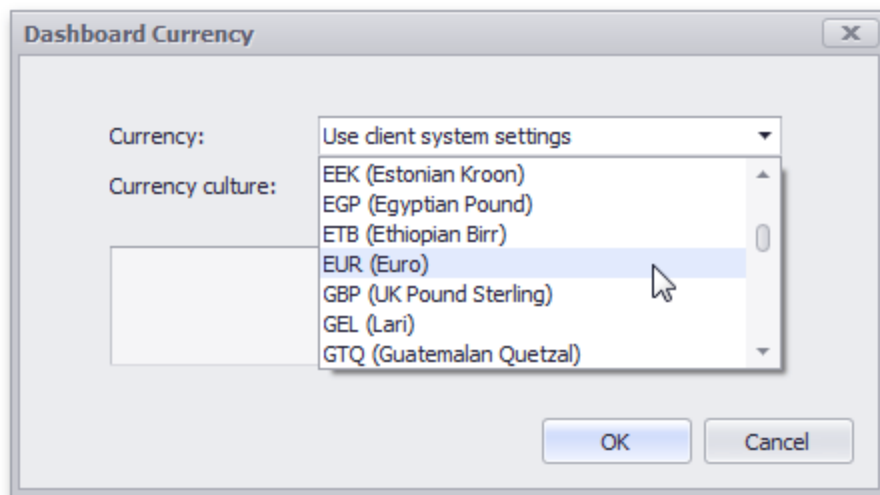 Dashboard Currency
Currency:
Use client system settings
Currency culture:
EEK (Estonian Kroon)
EGP (Egyptian Pound)
ETB (Ethiopian Birr)
EUR (Euro)
GBP (UK Pound Sterling)
GEL (Lari)
GTQ (Guatemalan Quetzal)
OK
Cancel